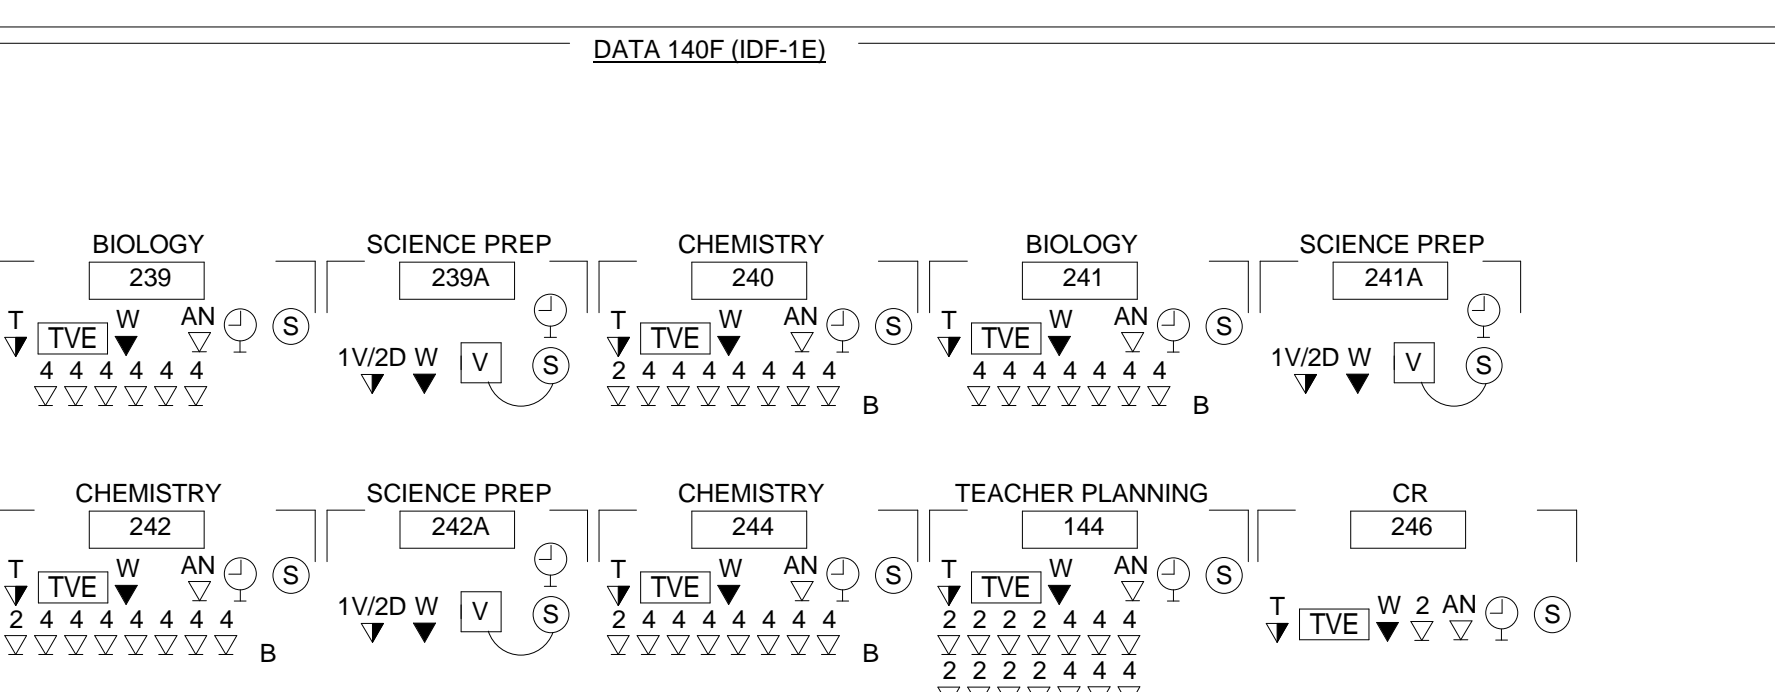 DATA 140F (IDF-1E)
BIOLOGY SCIENCE PREP CHEMISTRY BIOLOGY SCIENCE PREP
239 239A 240 241 241A
T TVE W AN S T TVE W AN S T TVE W AN S
1V/2D W V S 1V/2D W V S
4 4 4 4 4 4 2 4 4 4 4 4 4 4 4 4 4 4 4 4 4
B B
CHEMISTRY SCIENCE PREP CHEMISTRY TEACHER PLANNING CR
242 242A 244 144 246
T TVE W AN S T TVE W AN S T TVE W AN S
1V/2D W V S T TVE W 2 AN S
2 4 4 4 4 4 4 4 2 4 4 4 4 4 4 4 2 2 2 2 4 4 4
B B
2 2 2 2 4 4 4